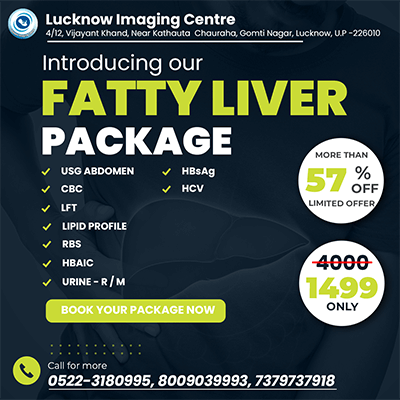 Lucknow Imaging Centre
4/12, Vijayant Khand, Near Kathauta Chauraha, Gomti Nagar, Lucknow, U.P -226010
Introducing our
FATTY LIVER
PACKAGE
USG ABDOMEN
CBC
LFT
LIPID PROFILE
RBS
HBAIC
URINE - R / M
HBsAg
HCV
MORE THAN
57 % OFF
LIMITED OFFER
4000
1499
ONLY
BOOK YOUR PACKAGE NOW
Call for more
0522-3180995, 8009039993, 7379737918